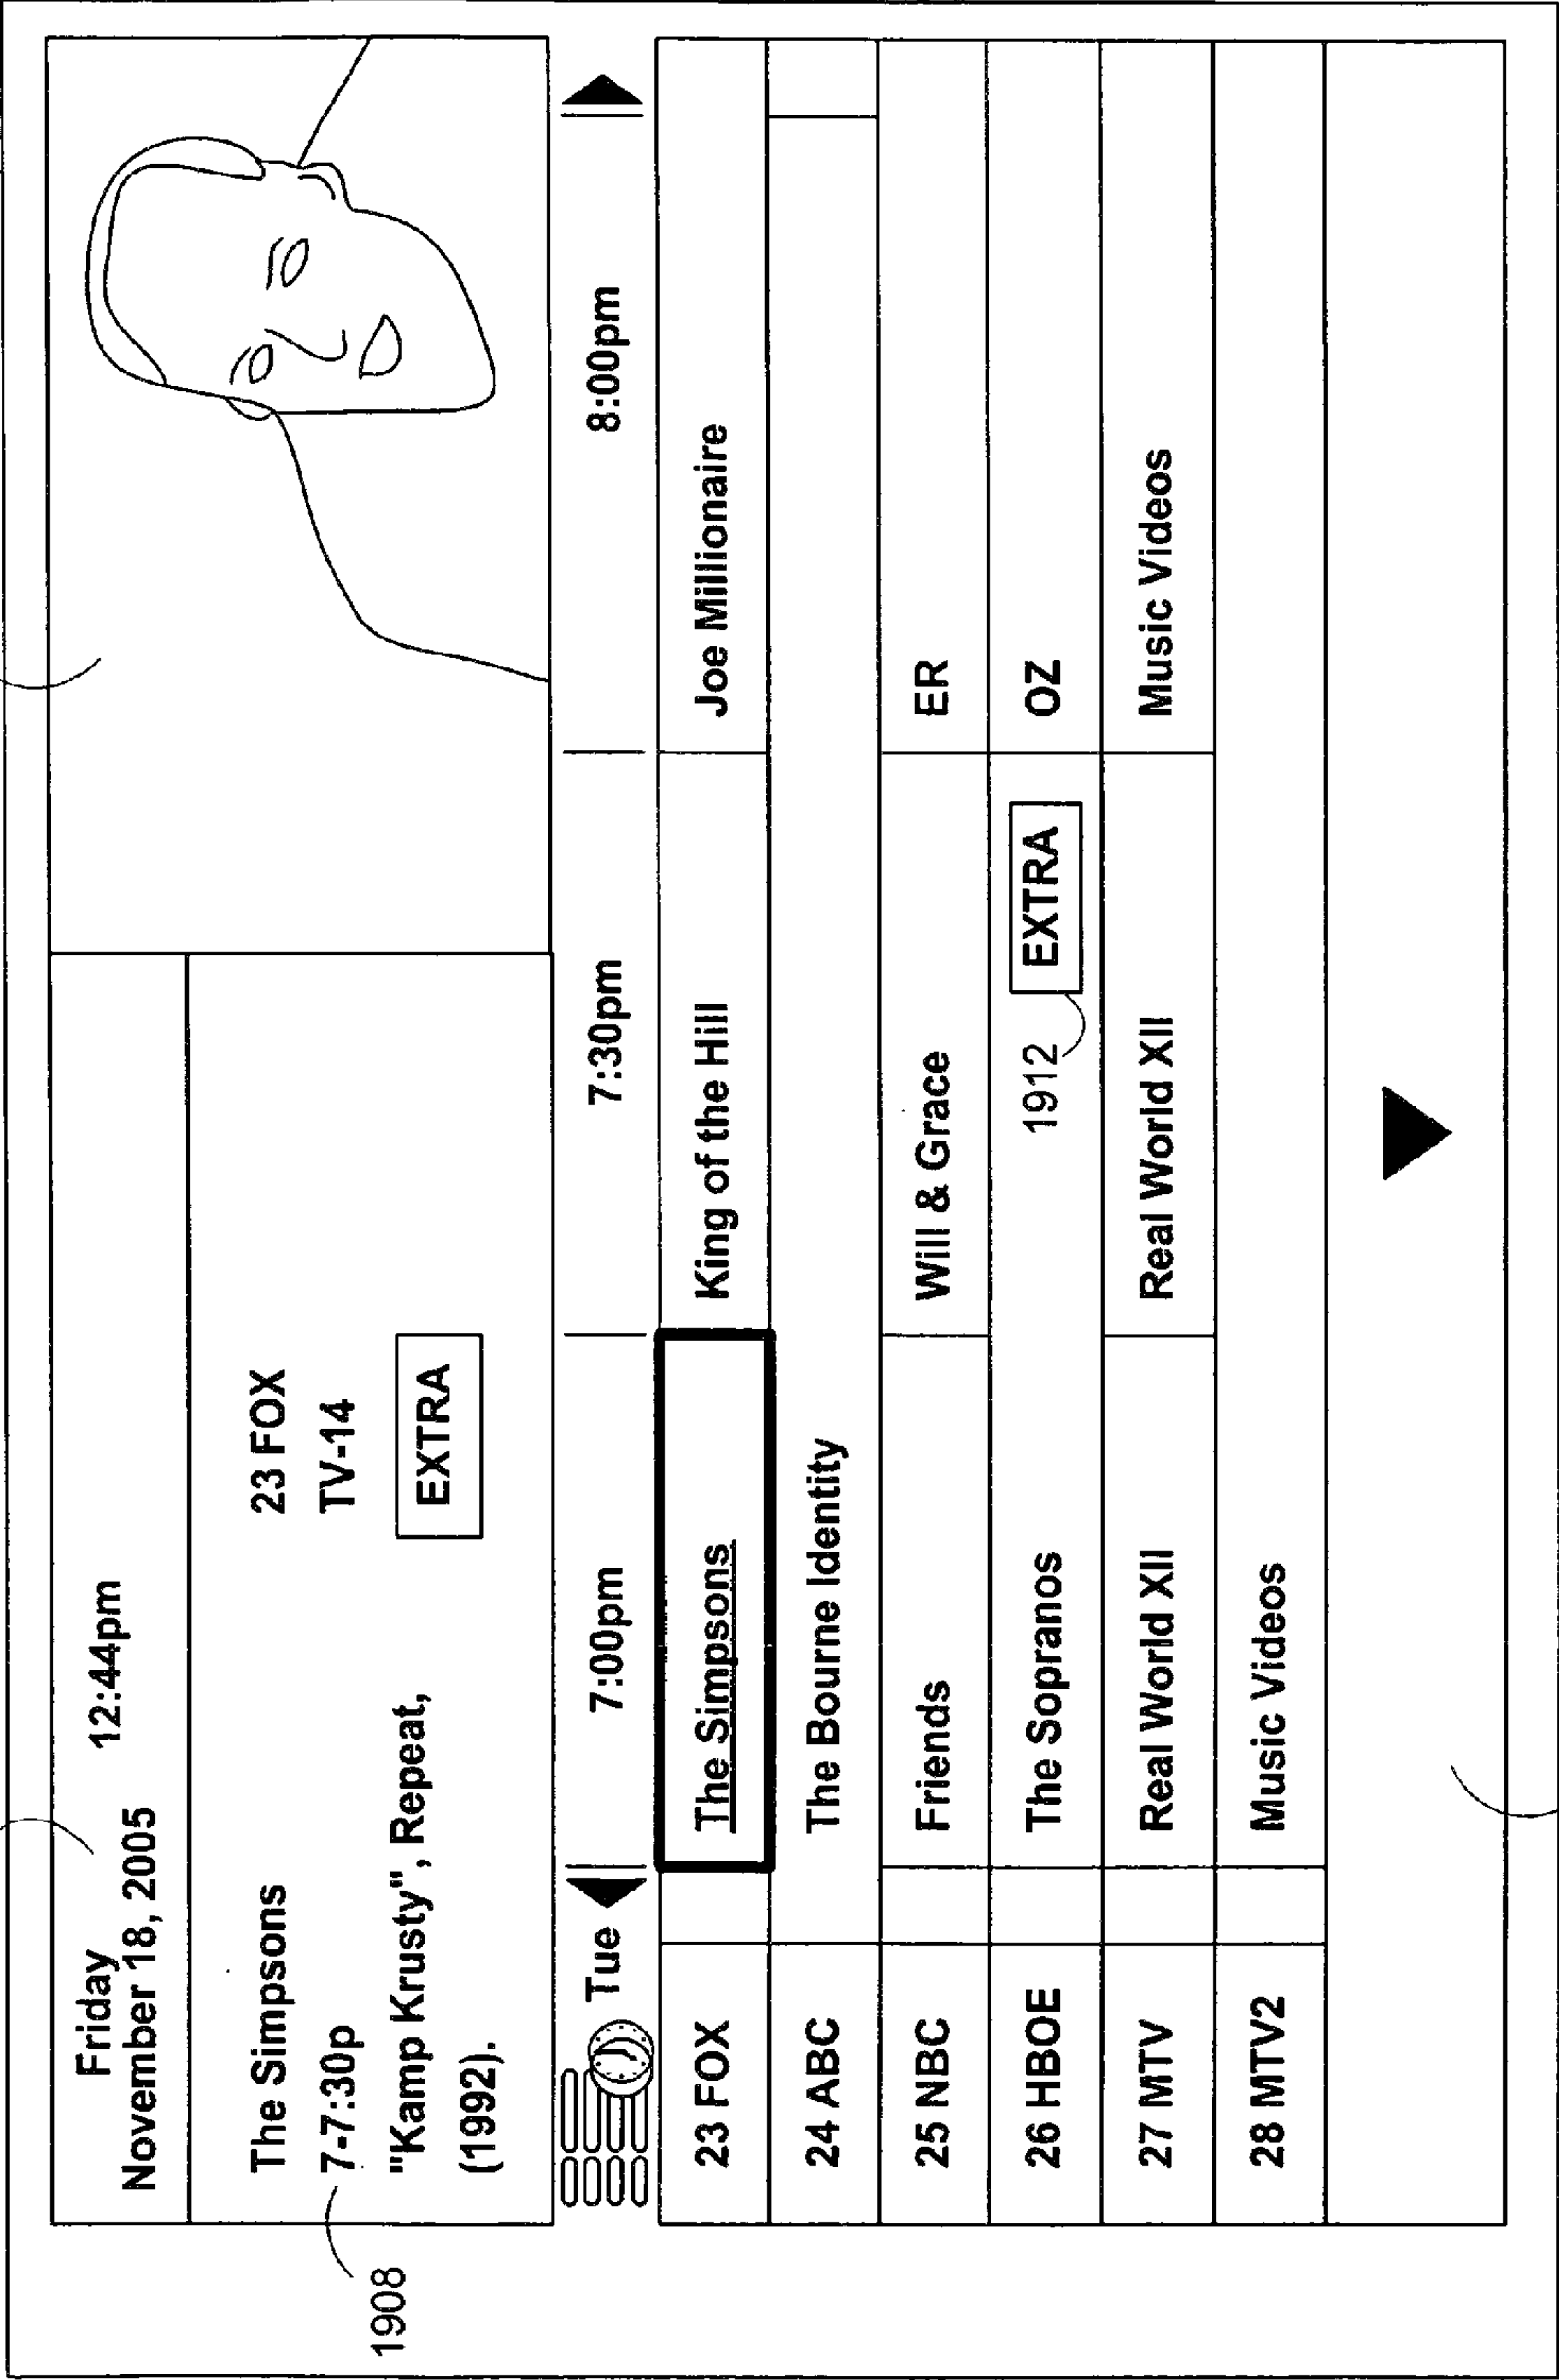 Friday
November 18, 2005 12:44pm
The Simpsons 23 FOX
7-7:30p TV-14
"Kamp Krusty", Repeat, EXTRA
(1992).
1908
Tue 7:00pm 7:30pm 8:00pm
23 FOX The Simpsons King of the Hill Joe Millionaire
24 ABC The Bourne Identity
25 NBC Friends Will & Grace ER
26 HBOE The Sopranos 1912 EXTRA OZ
27 MTV Real World XII Real World XII Music Videos
28 MTV2 Music Videos